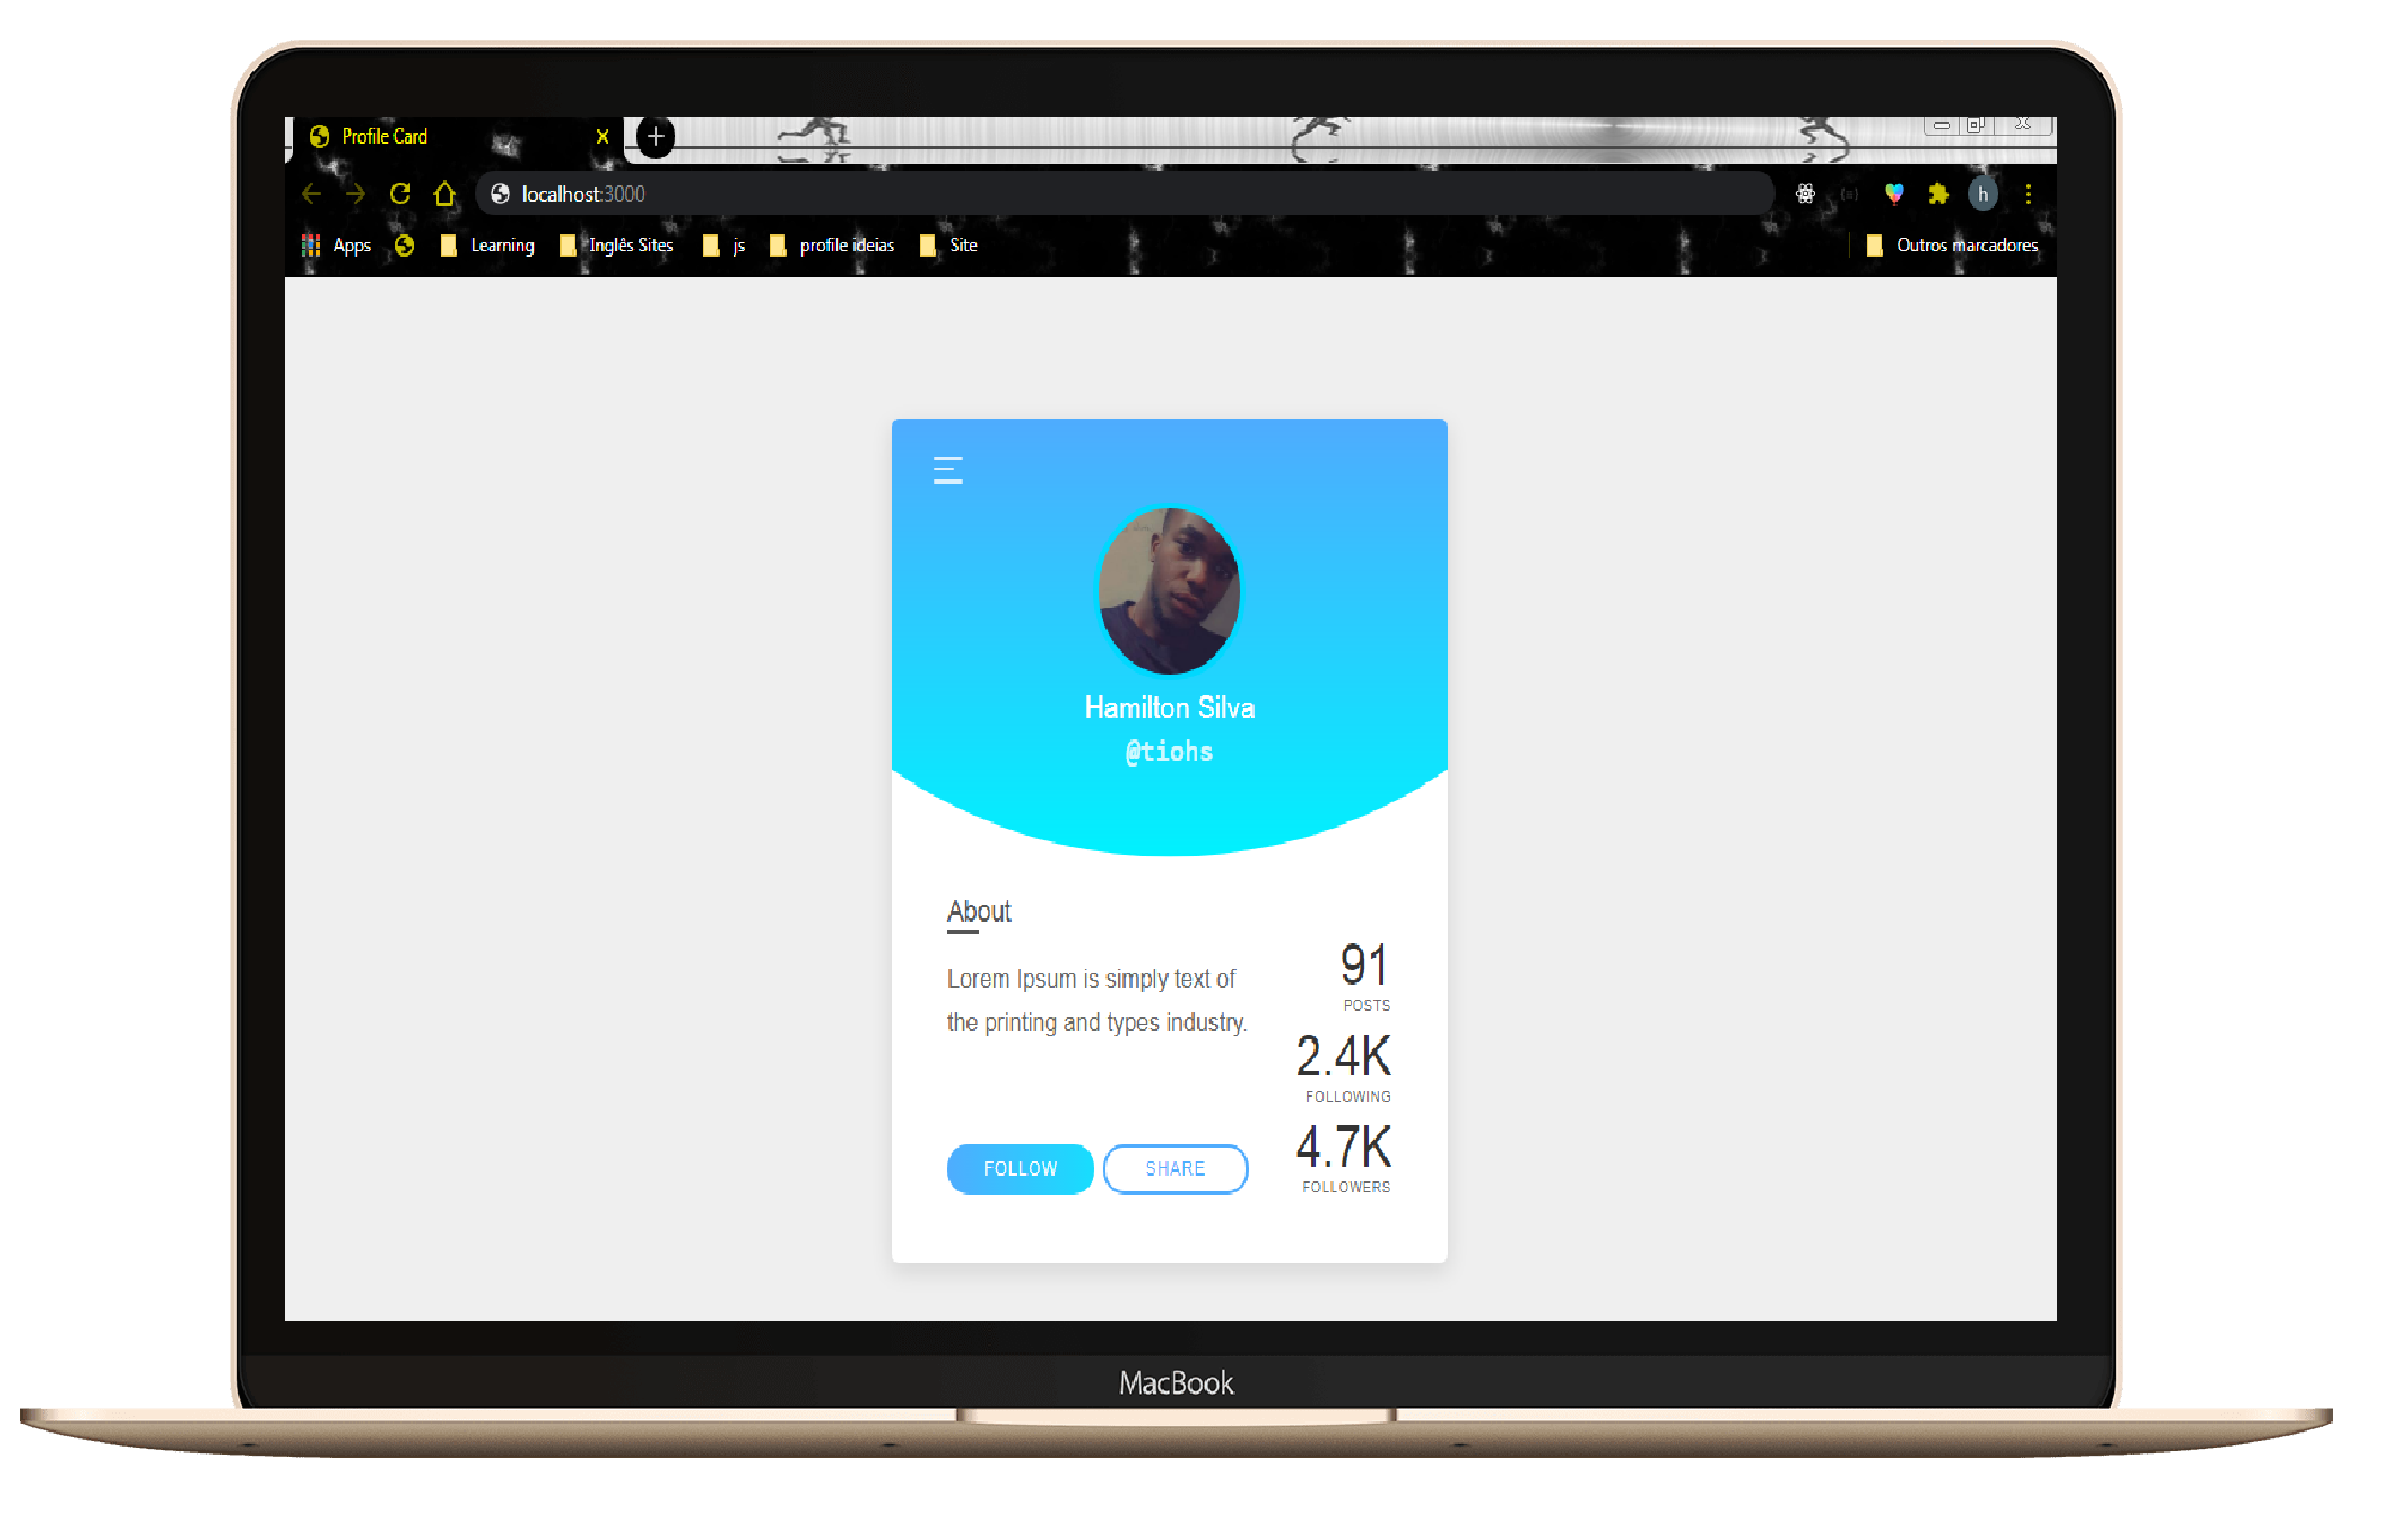 Profile Card
localhost:3000
h
Apps Learning Inglês Sites js profile ideias Site Outros marcadores
Hamilton Silva
@tiohs
About
Lorem Ipsum is simply text of
the printing and types industry.
91
POSTS
2.4K
FOLLOWING
4.7K
FOLLOWERS
FOLLOW SHARE
MacBook